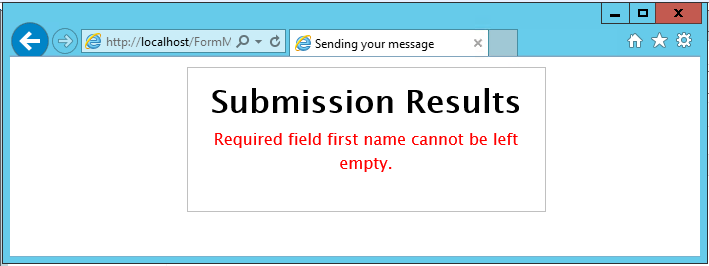 http://localhost/FormM
Sending your message
Submission Results
Required field first name cannot be left
empty.